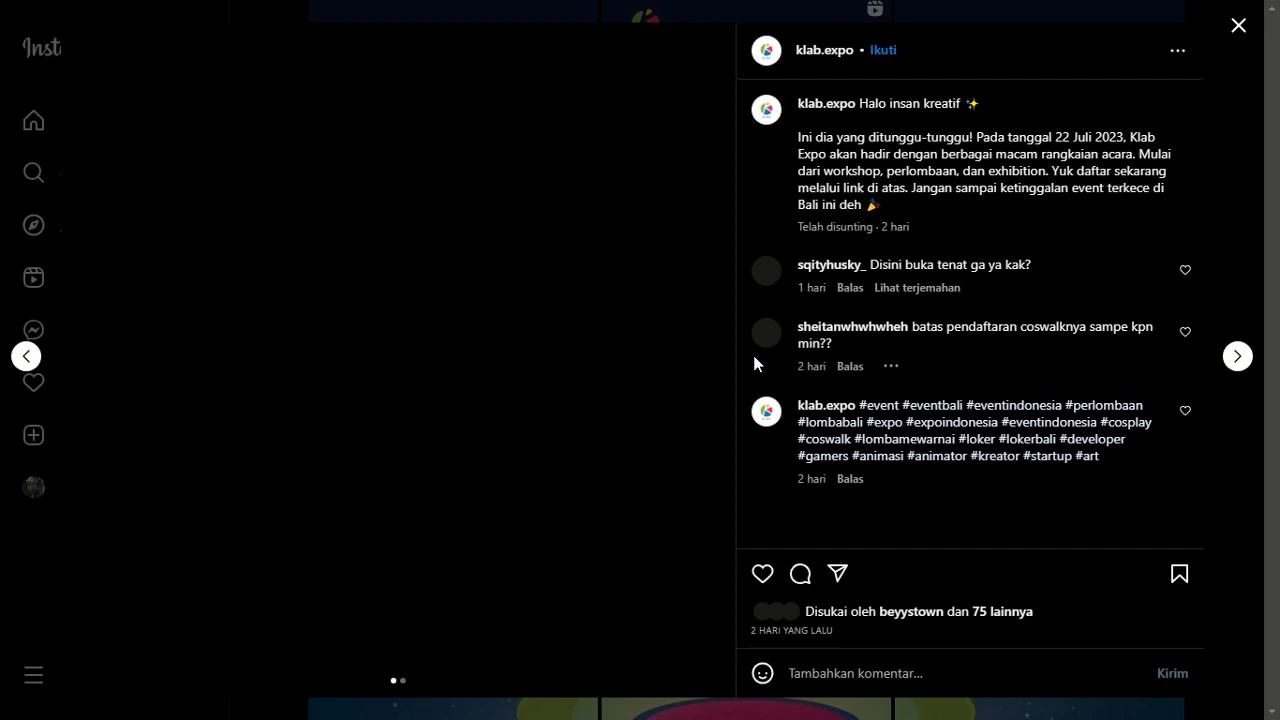 Inst
klab.expo • Ikuti
klab.expo Halo insan kreatif ✨
Ini dia yang ditunggu-tunggu! Pada tanggal 22 Juli 2023, Klab
Expo akan hadir dengan berbagai macam rangkaian acara. Mulai
dari workshop, perlombaan, dan exhibition. Yuk daftar sekarang
melalui link di atas. Jangan sampai ketinggalan event terkece di
Bali ini deh 🎉
Telah disunting · 2 hari
sqityhusky_ Disini buka tenat ga ya kak?
1 hari Balas Lihat terjemahan
sheitanwhwhwheh batas pendaftaran coswalknya sampe kpn
min??
2 hari Balas
klab.expo #event #eventbali #eventindonesia #perlombaan
#lombabali #expo #expoindonesia #eventindonesia #cosplay
#coswalk #lombamewarnai #loker #lokerbali #developer
#gamers #animasi #animator #kreator #startup #art
2 hari Balas
Disukai oleh beyystown dan 75 lainnya
2 HARI YANG LALU
Tambahkan komentar... Kirim